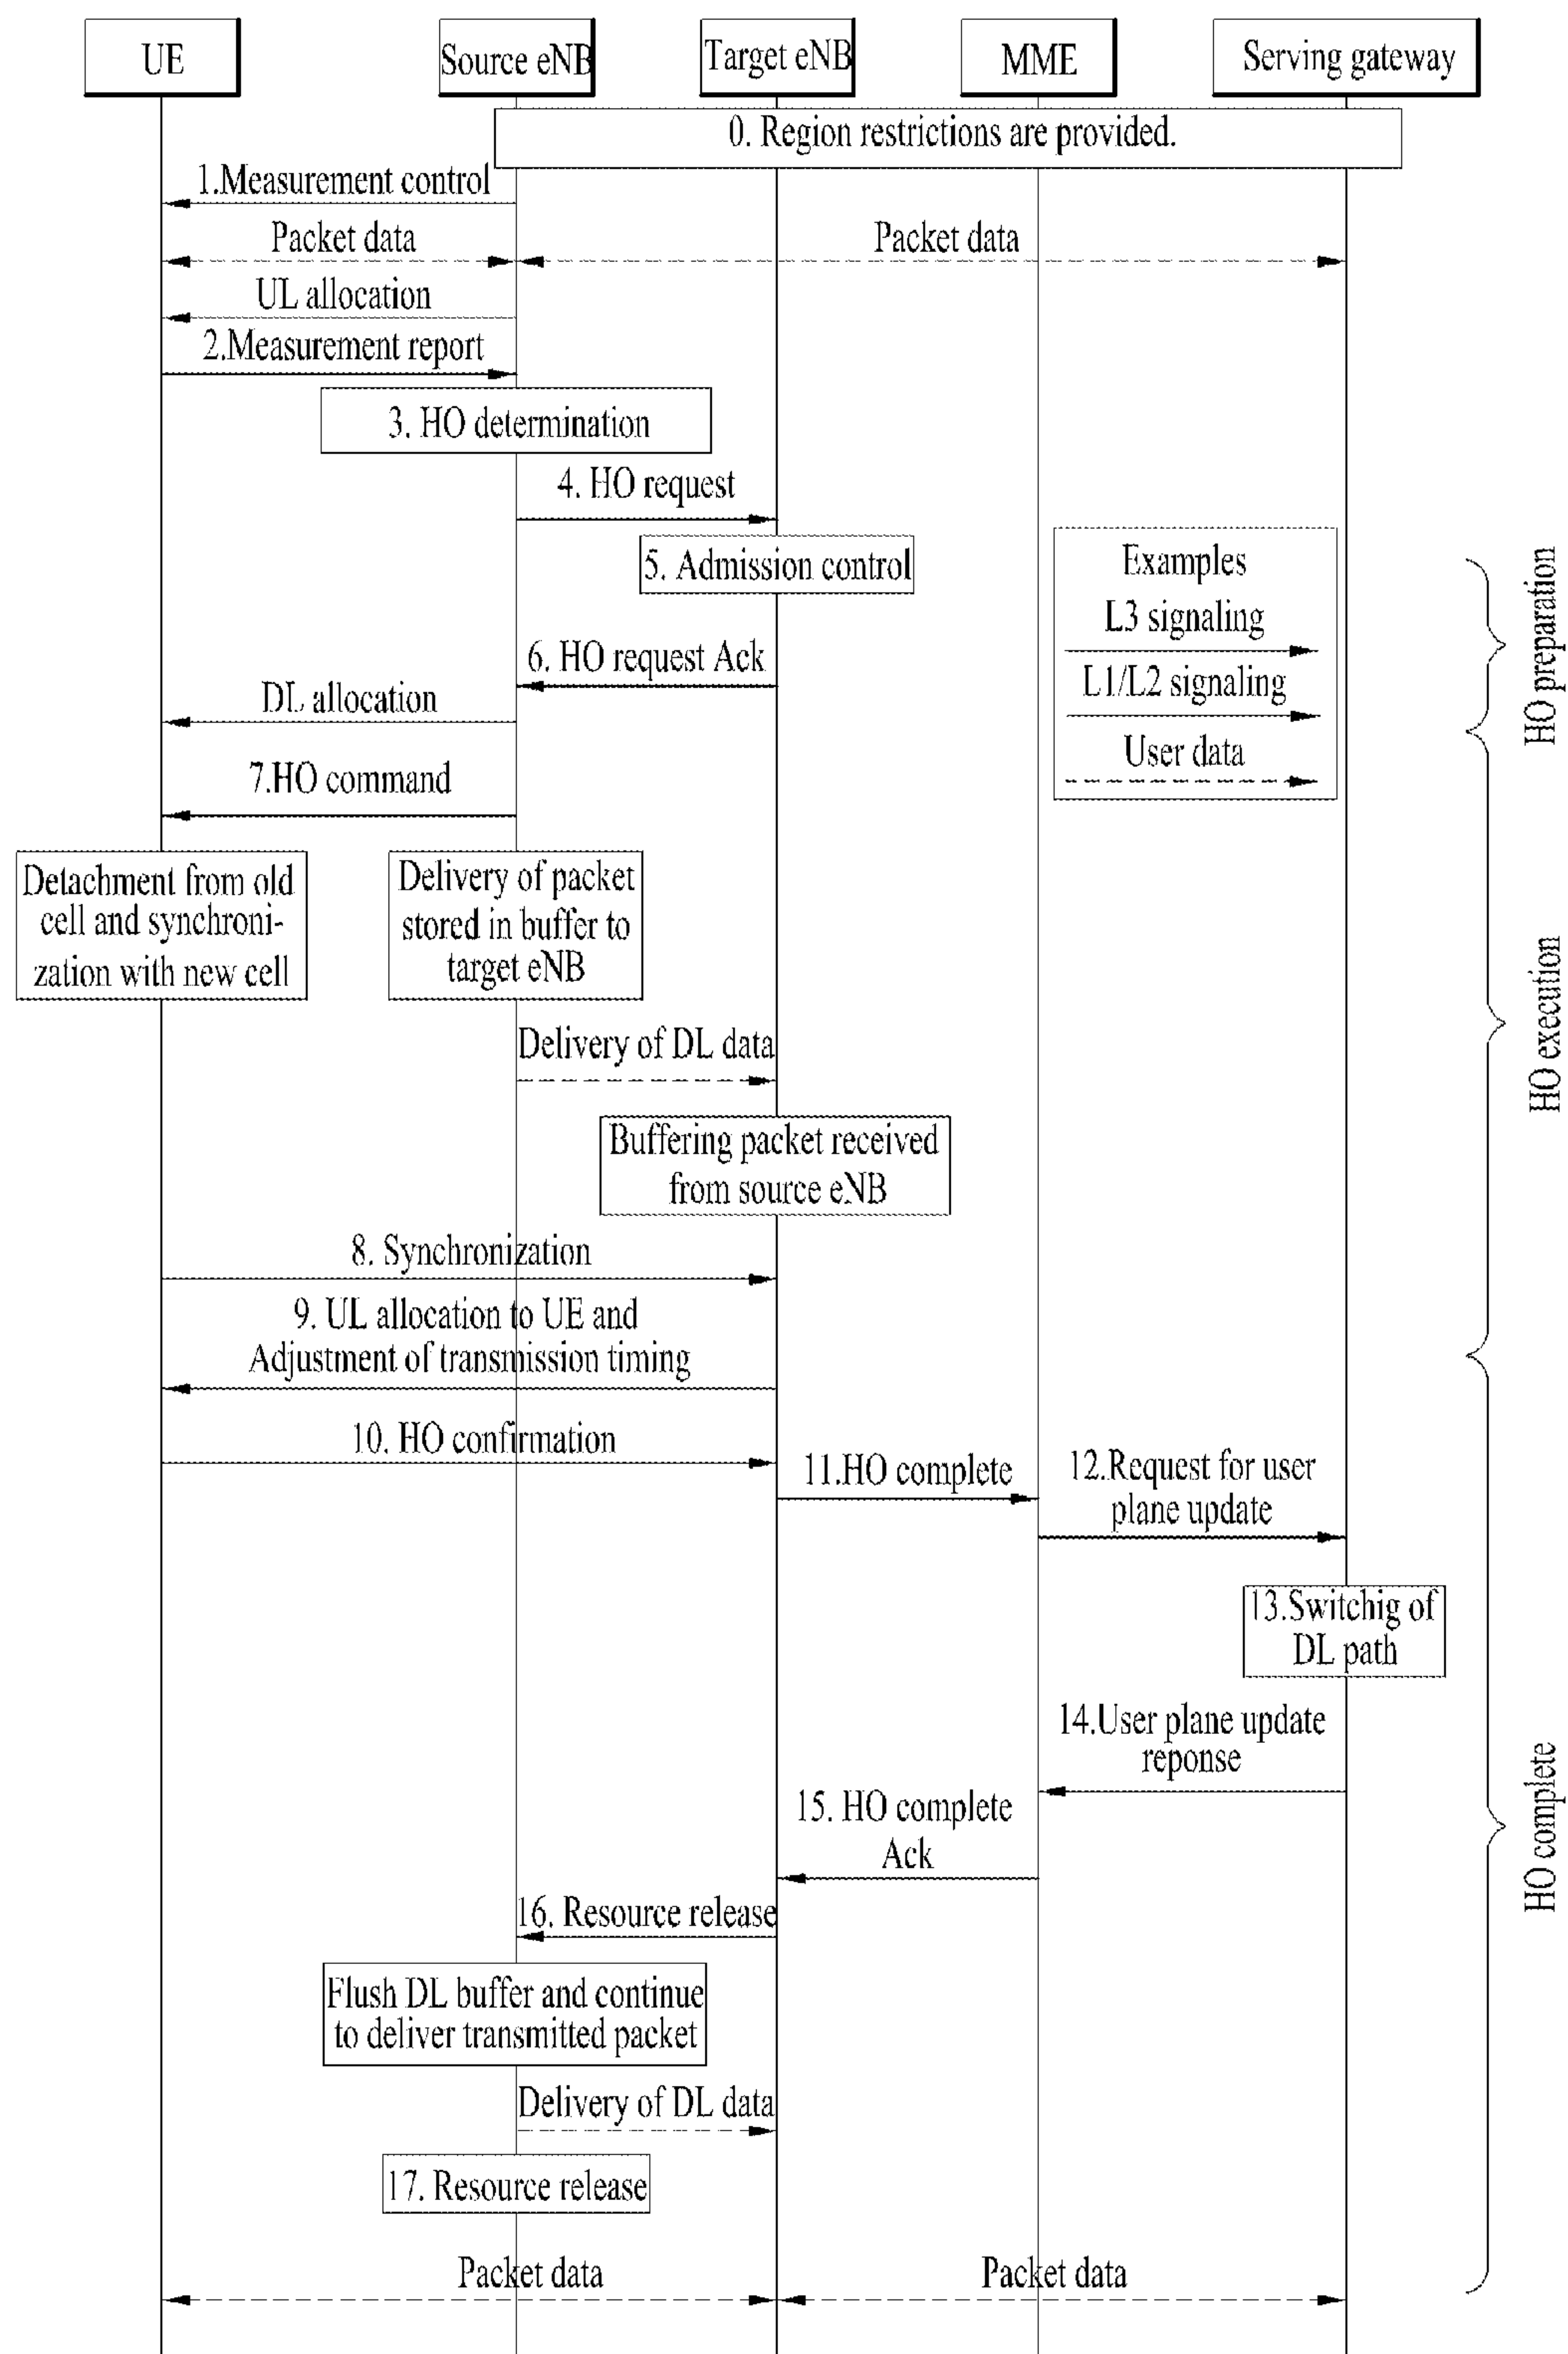 UE
Source eNB
Target eNB
MME
Serving gateway
0. Region restrictions are provided.
1.Measurement control
Packet data
Packet data
UL allocation
2.Measurement report
3. HO determination
4. HO request
5. Admission control
Examples
L3 signaling
L1/L2 signaling
User data
HO preparation
6. HO request Ack
DL allocation
7.HO command
Detachment from old
cell and synchroni-
zation with new cell
Delivery of packet
stored in buffer to
target eNB
HO execution
Delivery of DL data
Buffering packet received
from source eNB
8. Synchronization
9. UL allocation to UE and
Adjustment of transmission timing
10. HO confirmation
11.HO complete
12.Request for user
plane update
13.Switchig of
DL path
14.User plane update
reponse
15. HO complete
Ack
HO complete
16. Resource release
Flush DL buffer and continue
to deliver transmitted packet
Delivery of DL data
17. Resource release
Packet data
Packet data